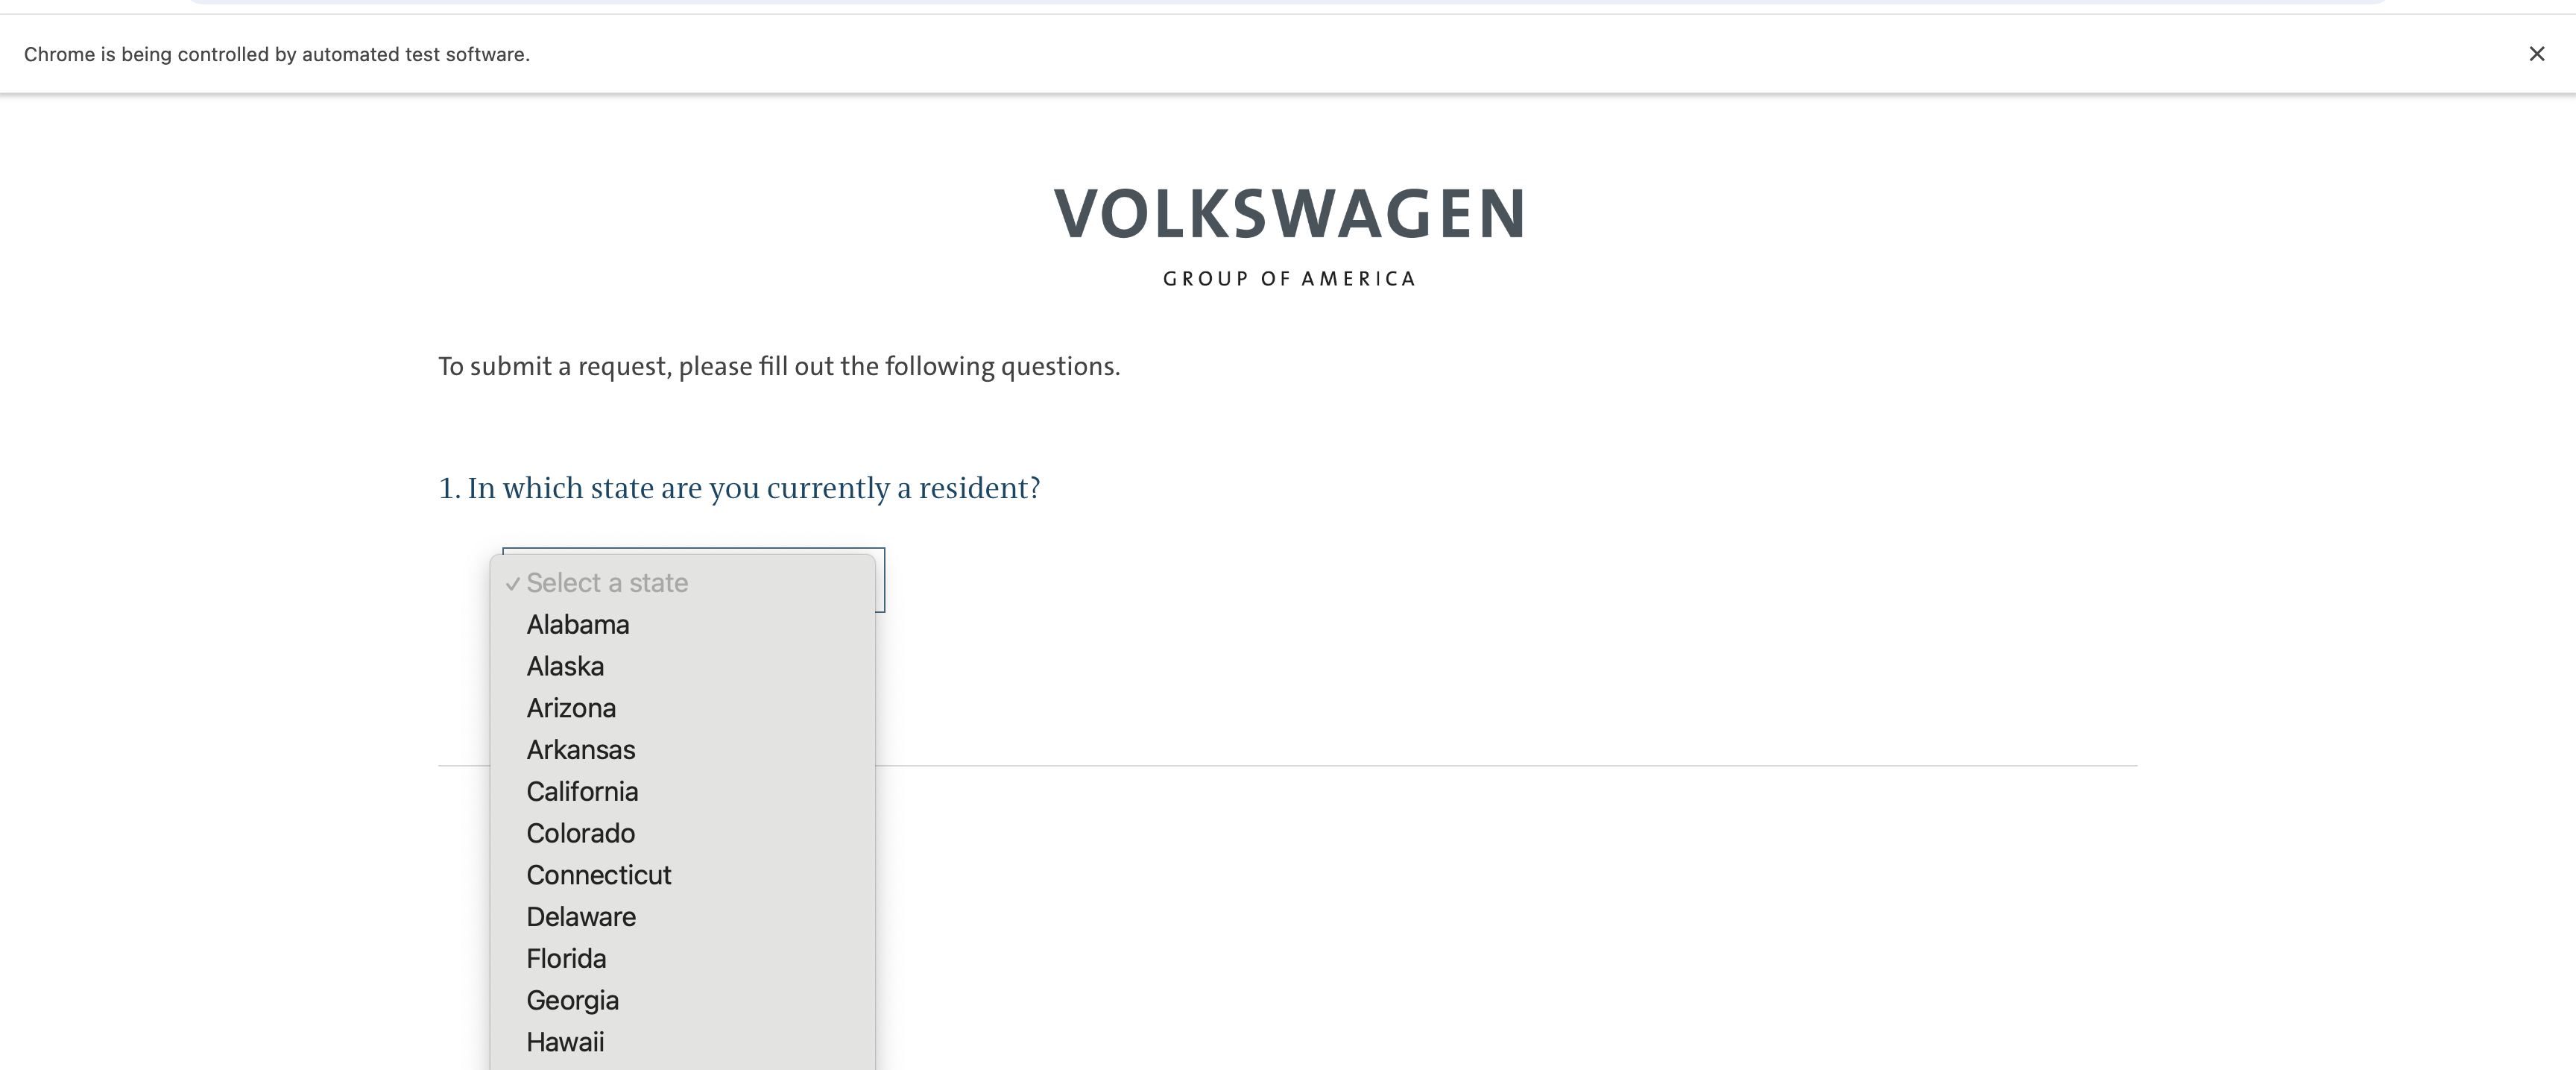 Chrome is being controlled by automated test software.
VOLKSWAGEN
GROUP OF AMERICA
To submit a request, please fill out the following questions.
1. In which state are you currently a resident?
Select a state
Alabama
Alaska
Arizona
Arkansas
California
Colorado
Connecticut
Delaware
Florida
Georgia
Hawaii